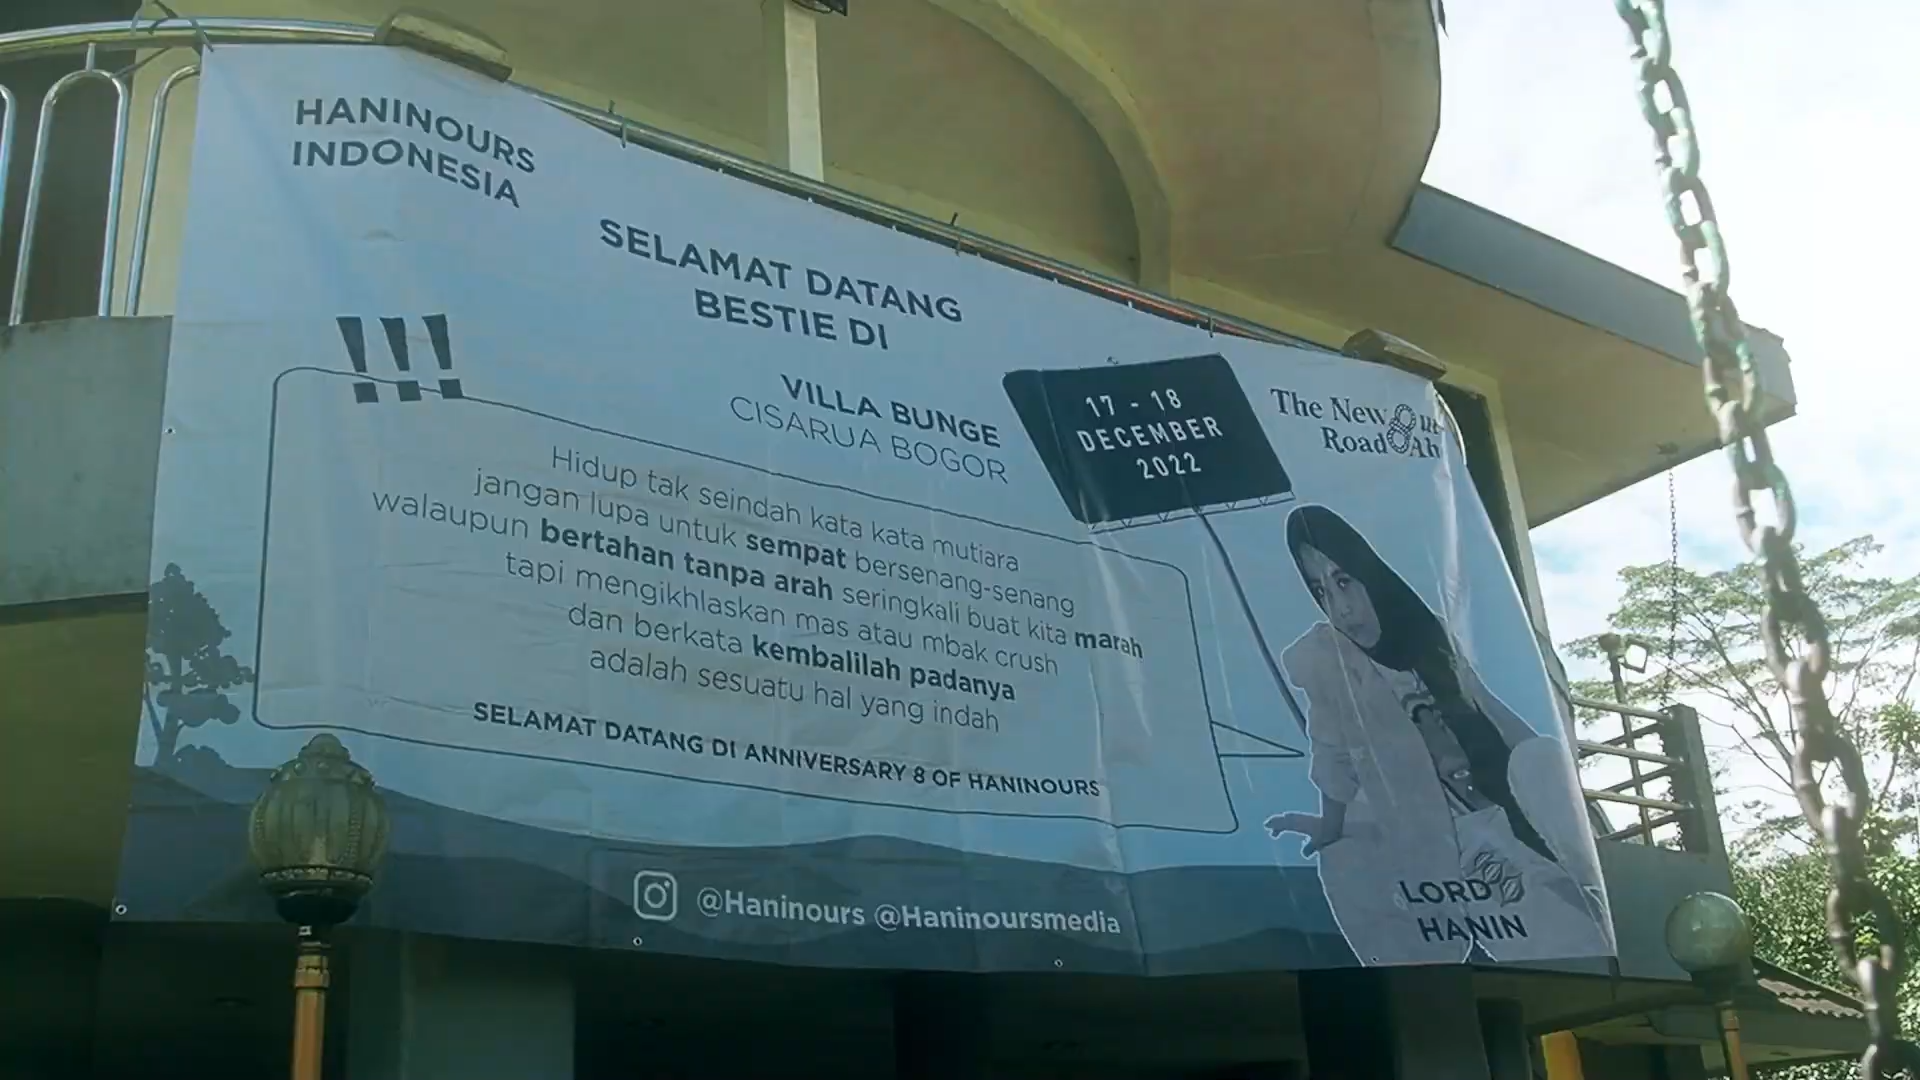 HANINOURS
INDONESIA
SELAMAT DATANG
BESTIE DI
!!!
VILLA BUNGE
CISARUA BOGOR
17 - 18
DECEMBER
2022
The New
Road
Hidup tak seindah kata kata mutiara
jangan lupa untuk sempat bersenang-senang
walaupun bertahan tanpa arah seringkali buat kita marah
tapi mengikhlaskan mas atau mbak crush
dan berkata kembalilah padanya
adalah sesuatu hal yang indah
SELAMAT DATANG DI ANNIVERSARY 8 OF HANINOURS
@Haninours @Haninoursmedia
LORD
HANIN